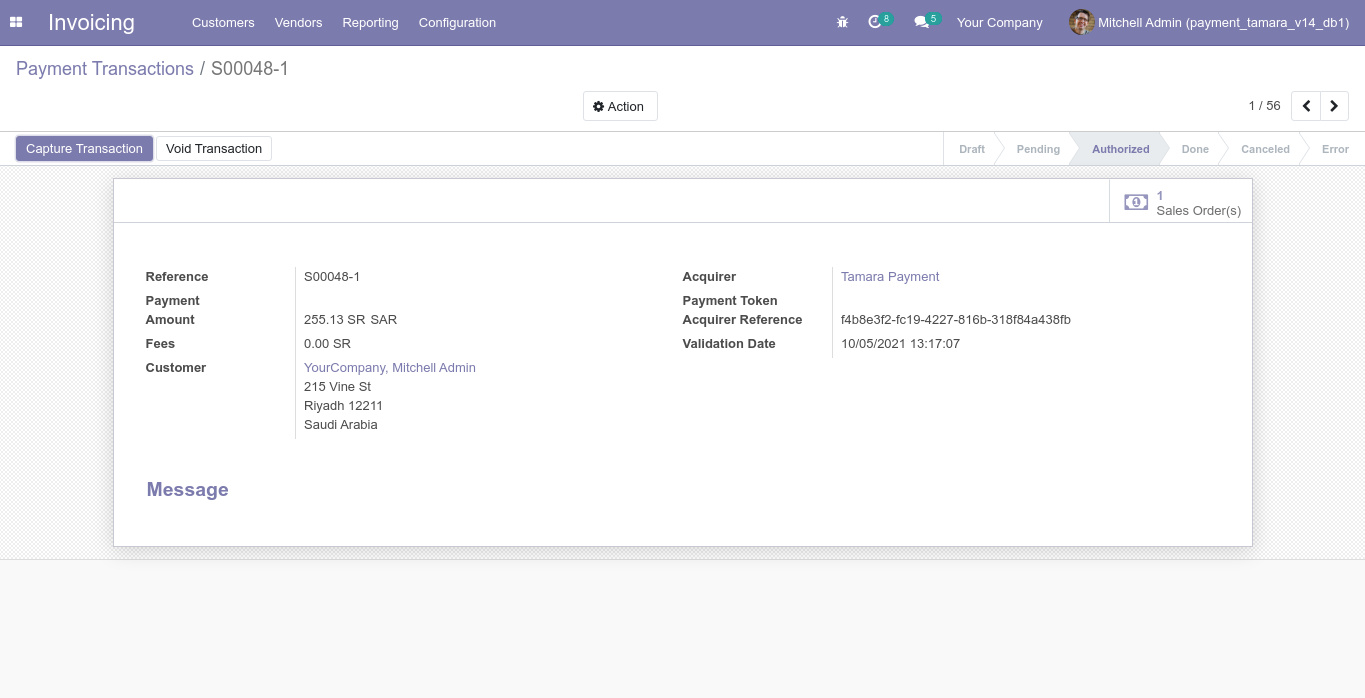 Invoicing Customers Vendors Reporting Configuration 8 5 Your Company Mitchell Admin (payment_tamara_v14_db1)
Payment Transactions / S00048-1
Action 1 / 56
Capture Transaction Void Transaction Draft Pending Authorized Done Canceled Error
1
Sales Order(s)
Reference S00048-1 Acquirer Tamara Payment
Payment Payment Token
Amount 255.13 SR SAR Acquirer Reference f4b8e3f2-fc19-4227-816b-318f84a438fb
Fees 0.00 SR Validation Date 10/05/2021 13:17:07
Customer YourCompany, Mitchell Admin
215 Vine St
Riyadh 12211
Saudi Arabia
Message